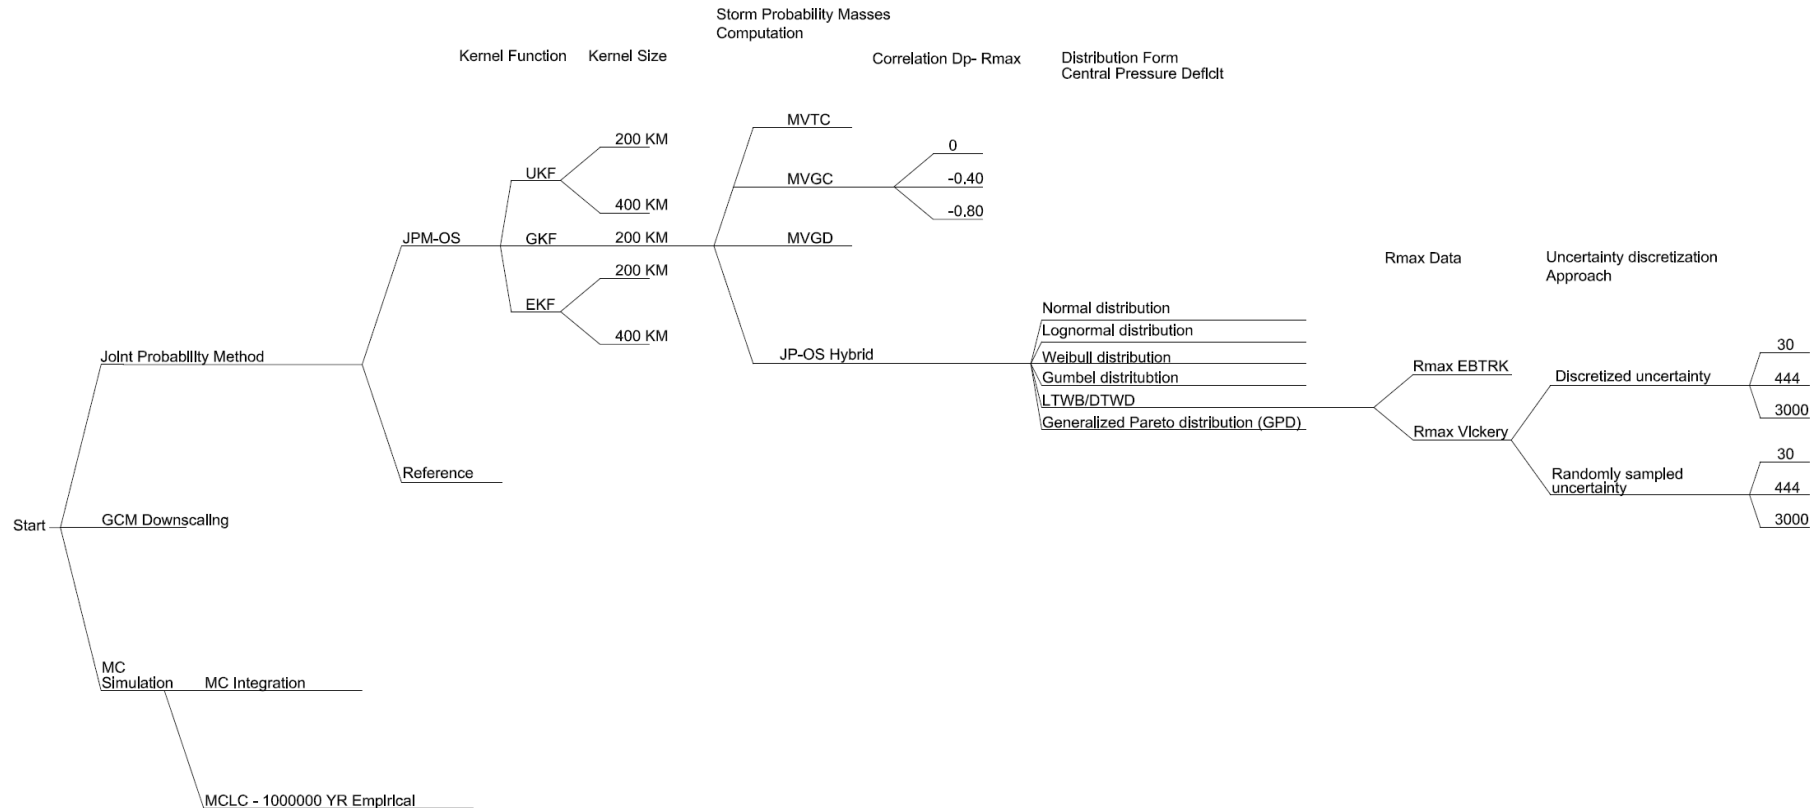 Storm Probability Masses
Computation
Kernel Function
Kernel Size
Correlation Dp- Rmax
Distribution Form
Central Pressure Deficit
MVTC
200 KM
0
UKF
MVGC
-0.40
400 KM
-0.80
JPM-OS
GKF
200 KM
MVGD
Rmax Data
Uncertainty discretization
Approach
200 KM
EKF
400 KM
Normal distribution
Lognormal distribution
Joint Probability Method
JP-OS Hybrid
Weibull distribution
Gumbel distritubtion
LTWB/DTWD
Generalized Pareto distribution (GPD)
Rmax EBTRK
Rmax Vickery
Discretized uncertainty
30
444
3000
Randomly sampled
uncertainty
30
444
3000
Reference
Start
GCM Downscaling
MC
Simulation
MC Integration
MCLC - 1000000 YR Empirical